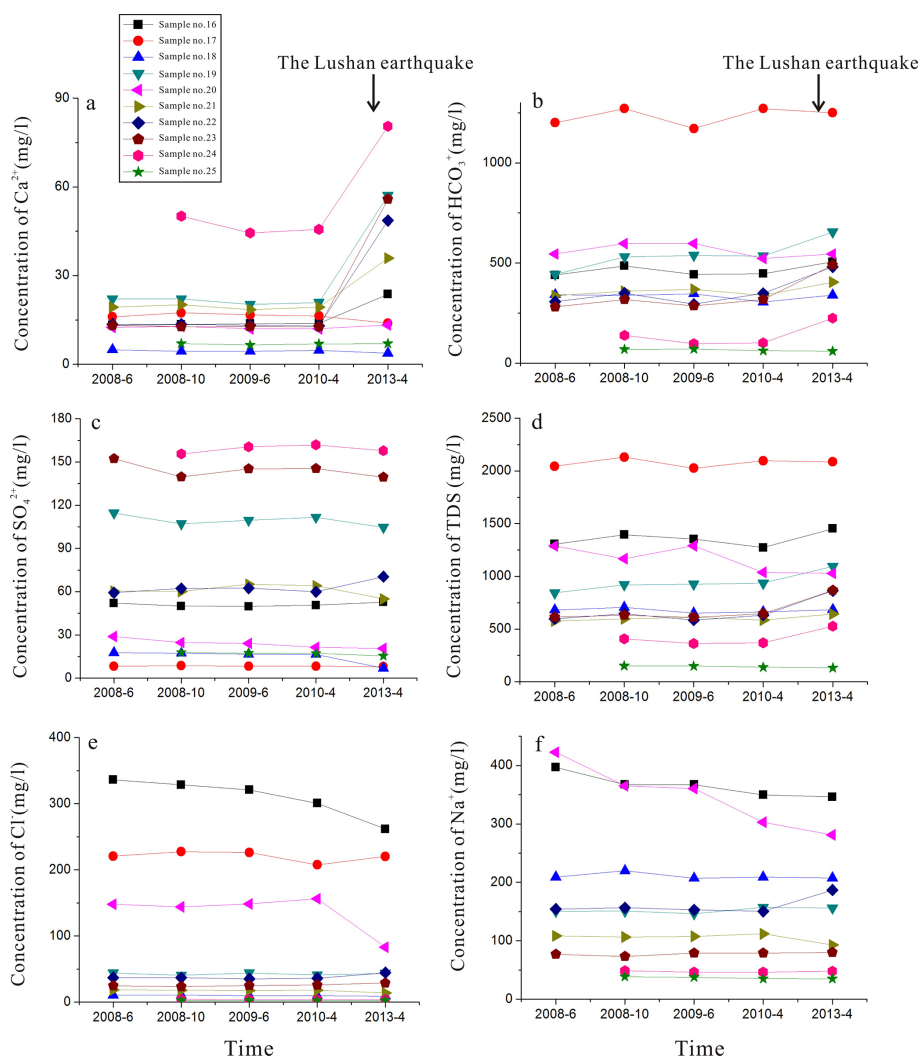 Sample no.16
Sample no.17
Sample no.18
Sample no.19
Sample no.20
Sample no.21
Sample no.22
Sample no.23
Sample no.24
Sample no.25
The Lushan earthquake
The Lushan earthquake
a
Concentration of Ca²⁺(mg/l)
90
60
30
0
2008-6 2008-10 2009-6 2010-4 2013-4
b
Concentration of HCO₃⁺(mg/l)
1250
500
250
0
2008-6 2008-10 2009-6 2010-4 2013-4
c
Concentration of SO₄²⁺(mg/l)
180
150
120
90
60
30
0
2008-6 2008-10 2009-6 2010-4 2013-4
d
Concentration of TDS (mg/l)
2500
2000
1500
1250
1000
500
250
0
2008-6 2008-10 2009-6 2010-4 2013-4
e
Concentration of Cl⁻(mg/l)
400
300
200
100
50
0
2008-6 2008-10 2009-6 2010-4 2013-4
f
Concentration of Na⁺(mg/l)
400
300
200
100
50
0
2008-6 2008-10 2009-6 2010-4 2013-4
Time
Time